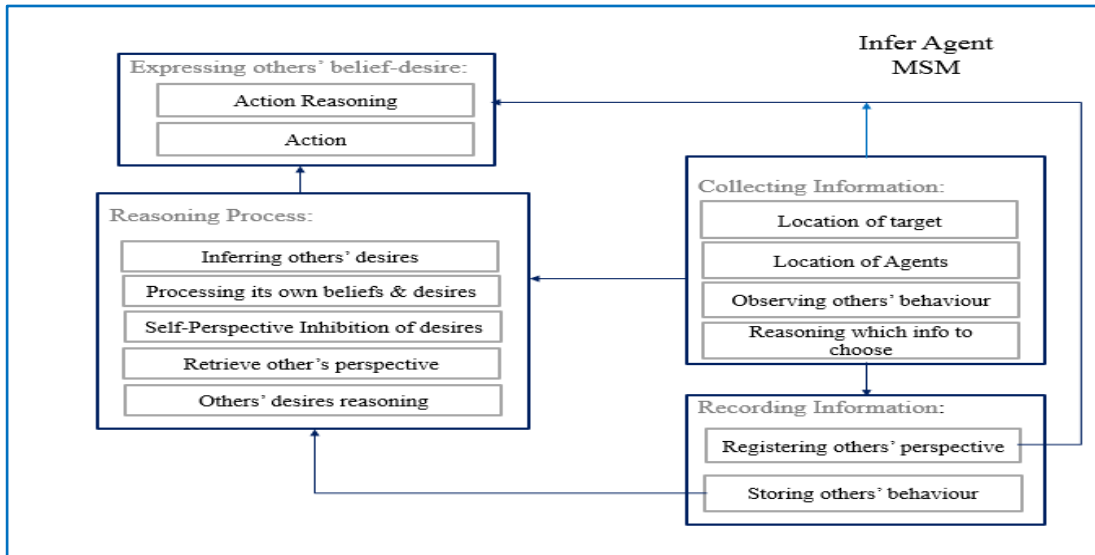 Infer Agent
MSM
Expressing others' belief-desire:
Action Reasoning
Action
Collecting Information:
Location of target
Location of Agents
Observing others' behaviour
Reasoning which info to
choose
Reasoning Process:
Inferring others' desires
Processing its own beliefs & desires
Self-Perspective Inhibition of desires
Retrieve other's perspective
Others' desires reasoning
Recording Information:
Registering others' perspective
Storing others' behaviour